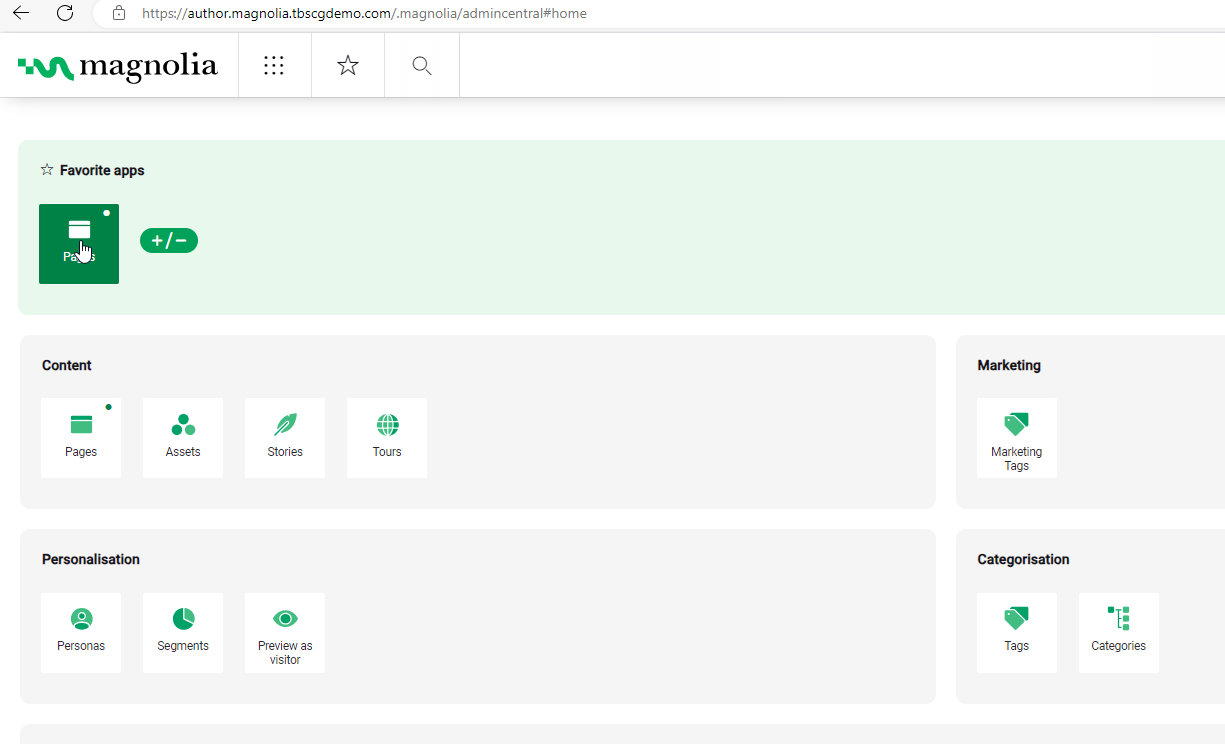 https://author.magnolia.tbscgdemo.com/.magnolia/admincentral#home
magnolia
Favorite apps
+/−
Content
Pages
Assets
Stories
Tours
Marketing
Marketing
Tags
Personalisation
Personas
Segments
Preview as
visitor
Categorisation
Tags
Categories